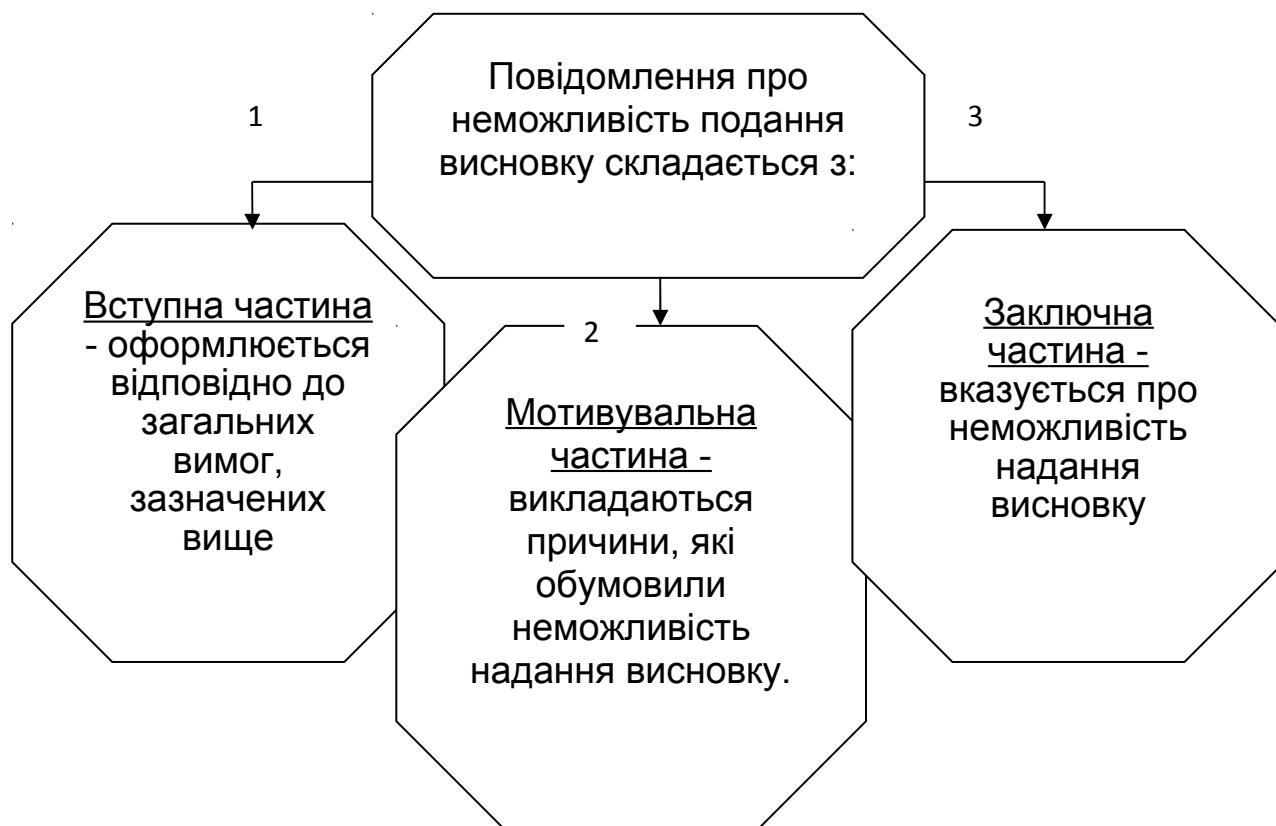 Повідомлення про
неможливість подання
висновку складається з:
1
Вступна частина
- оформлюється
відповідно до
загальних
вимог,
зазначених
вище
2
Мотивувальна
частина -
викладаються
причини, які
обумовили
неможливість
надання висновку.
3
Заключна
частина -
вказується про
неможливість
надання
висновку